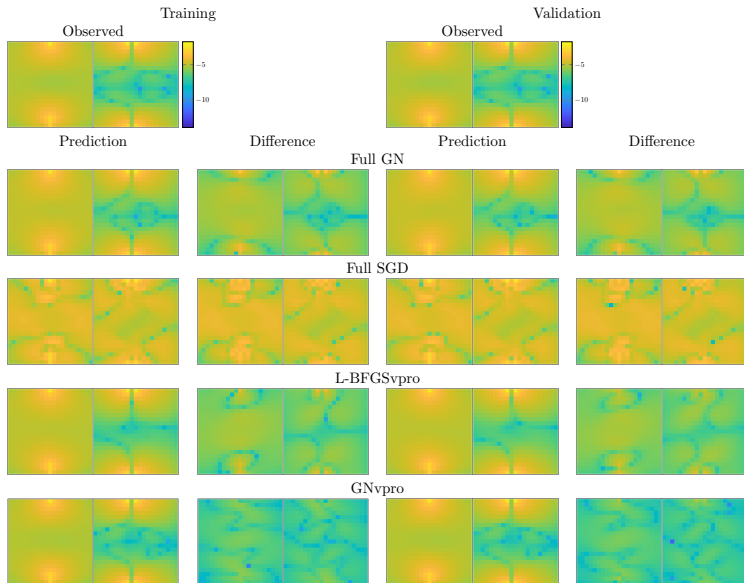 Training Validation
Observed Observed
−5 −5
−10 −10
Prediction Difference Prediction Difference
Full GN
Full SGD
L-BFGSvpro
GNvpro